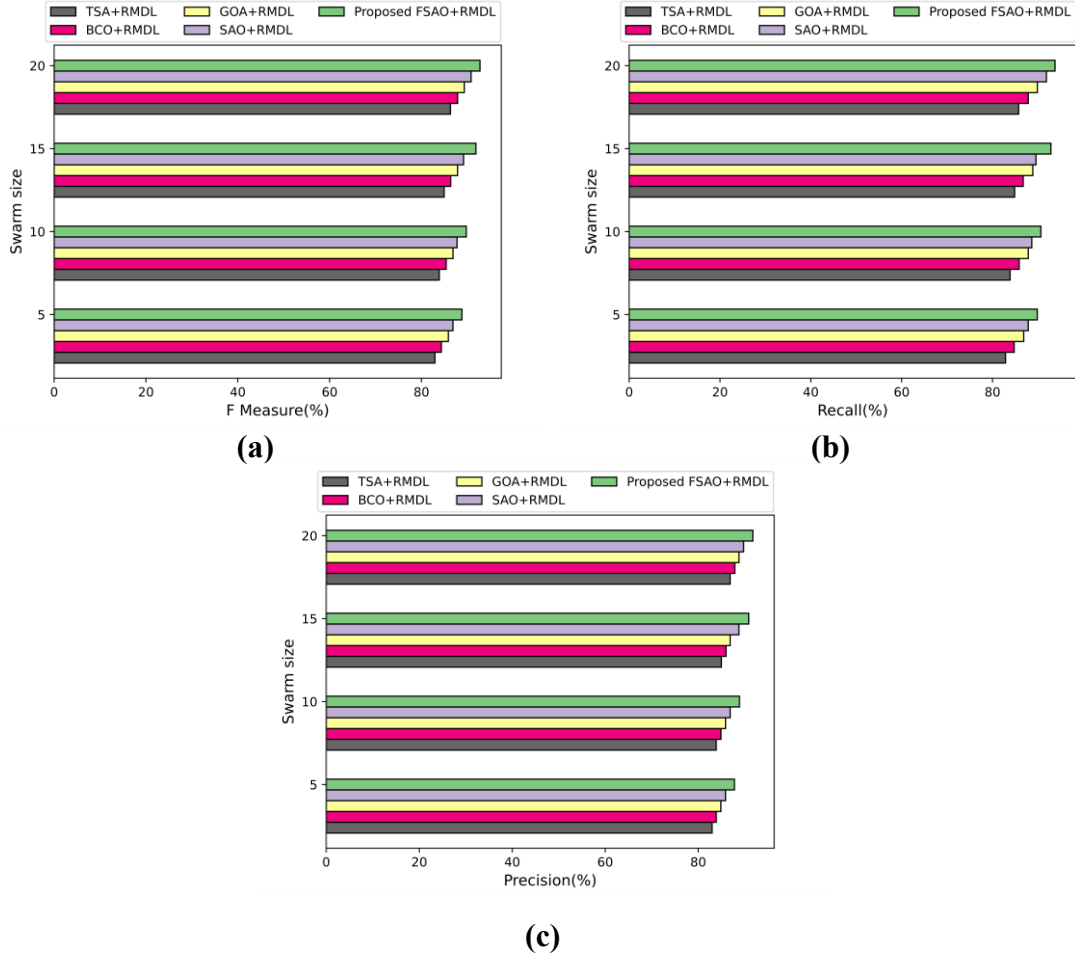 TSA+RMDL GOA+RMDL Proposed FSAO+RMDL
BCO+RMDL SAO+RMDL
20
15
10
5
Swarm size
0 20 40 60 80
F Measure(%)
(a)
TSA+RMDL GOA+RMDL Proposed FSAO+RMDL
BCO+RMDL SAO+RMDL
20
15
10
5
Swarm size
0 20 40 60 80
Recall(%)
(b)
TSA+RMDL GOA+RMDL Proposed FSAO+RMDL
BCO+RMDL SAO+RMDL
20
15
10
5
Swarm size
0 20 40 60 80
Precision(%)
(c)